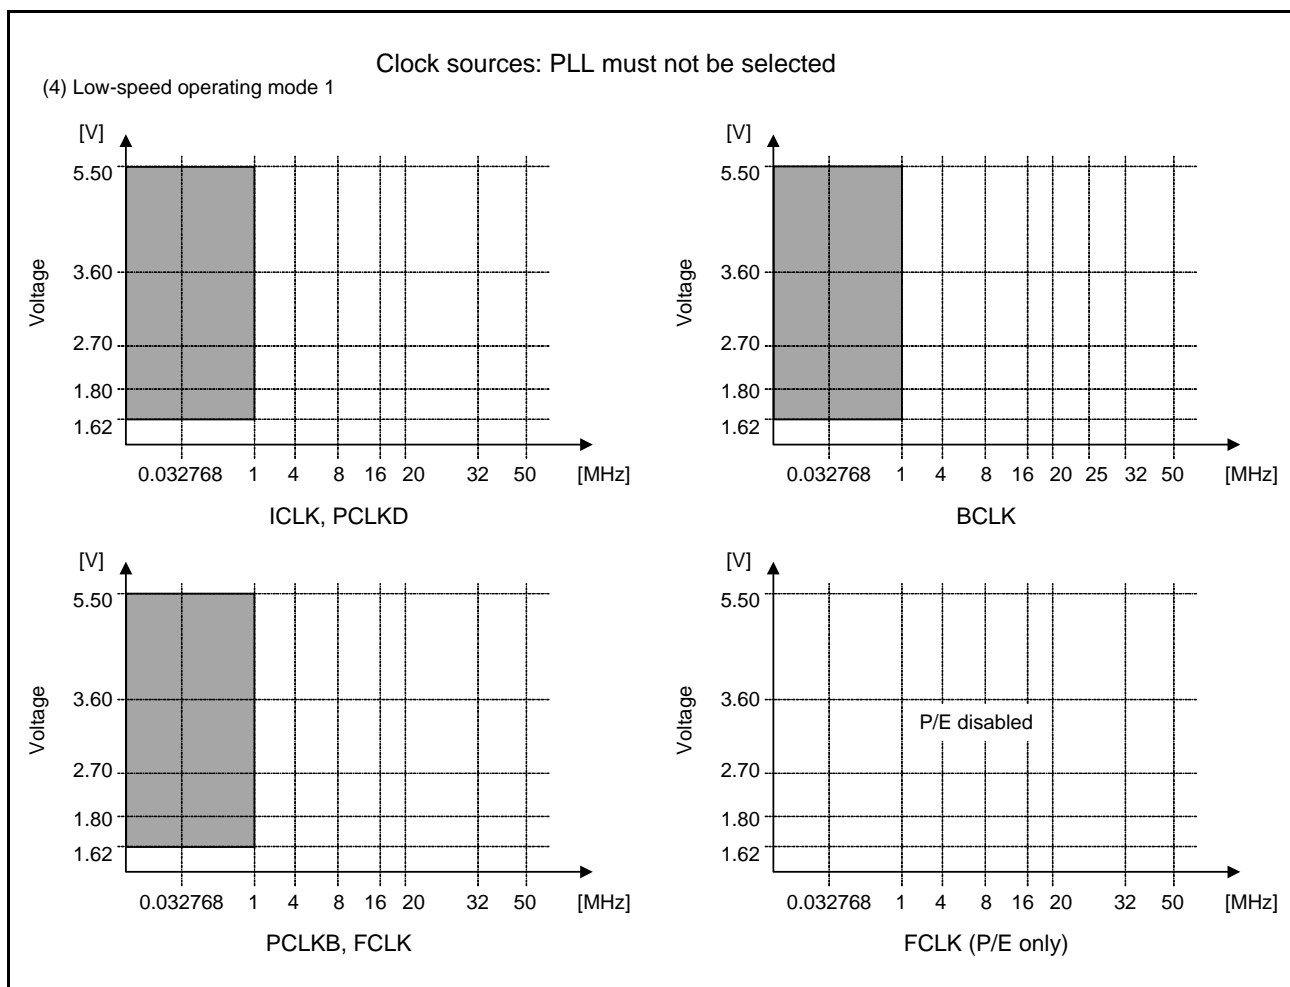 Clock sources: PLL must not be selected
(4) Low-speed operating mode 1
[V]
5.50
3.60
2.70
1.80
1.62
Voltage
0.032768 1 4 8 16 20 32 50 [MHz]
ICLK, PCLKD
[V]
5.50
3.60
2.70
1.80
1.62
Voltage
0.032768 1 4 8 16 20 25 32 50 [MHz]
BCLK
[V]
5.50
3.60
2.70
1.80
1.62
Voltage
0.032768 1 4 8 16 20 32 50 [MHz]
PCLKB, FCLK
[V]
5.50
3.60
2.70
1.80
1.62
Voltage
P/E disabled
0.032768 1 4 8 16 20 32 50 [MHz]
FCLK (P/E only)